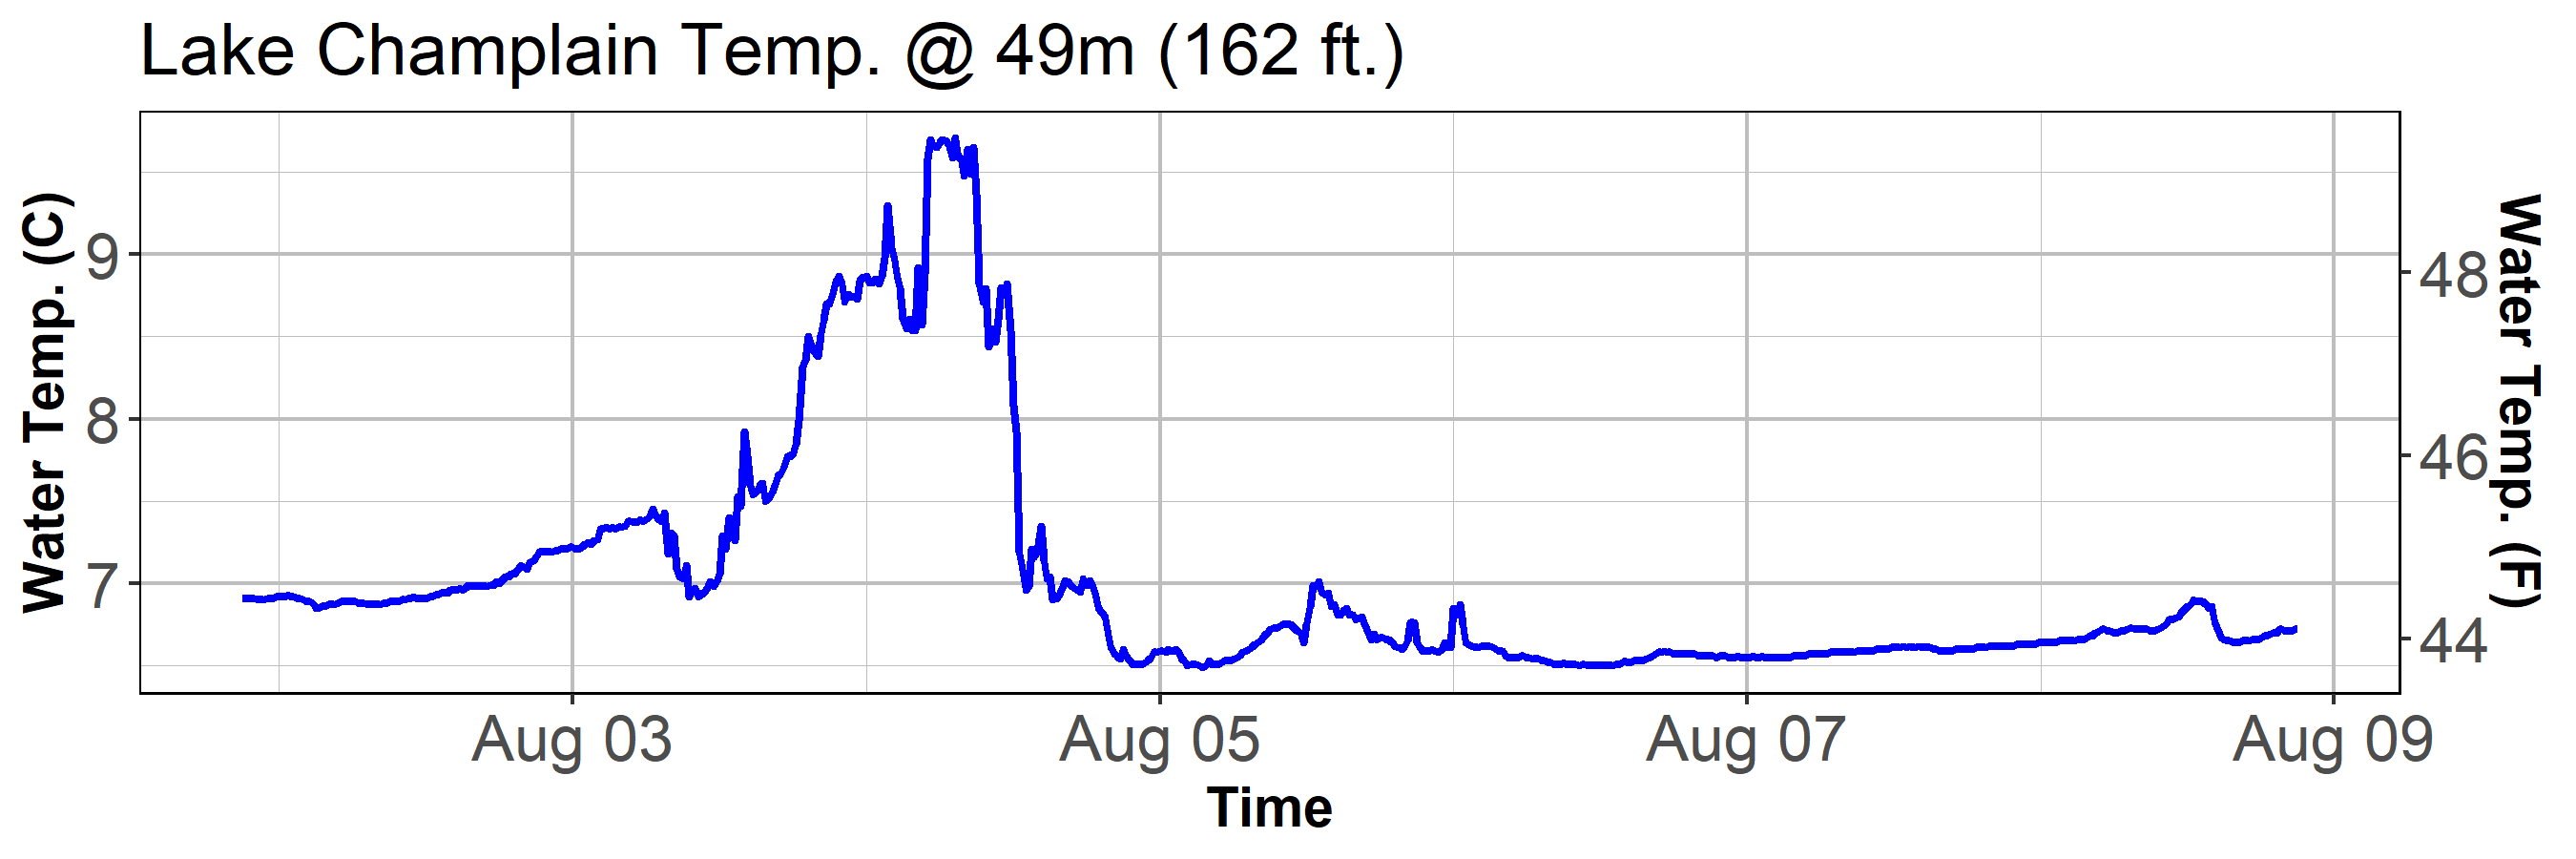 Lake Champlain Temp. @ 49m (162 ft.)
Water Temp. (C)
9
8
7
48
46
44
Water Temp. (F)
Aug 03
Aug 05
Aug 07
Aug 09
Time